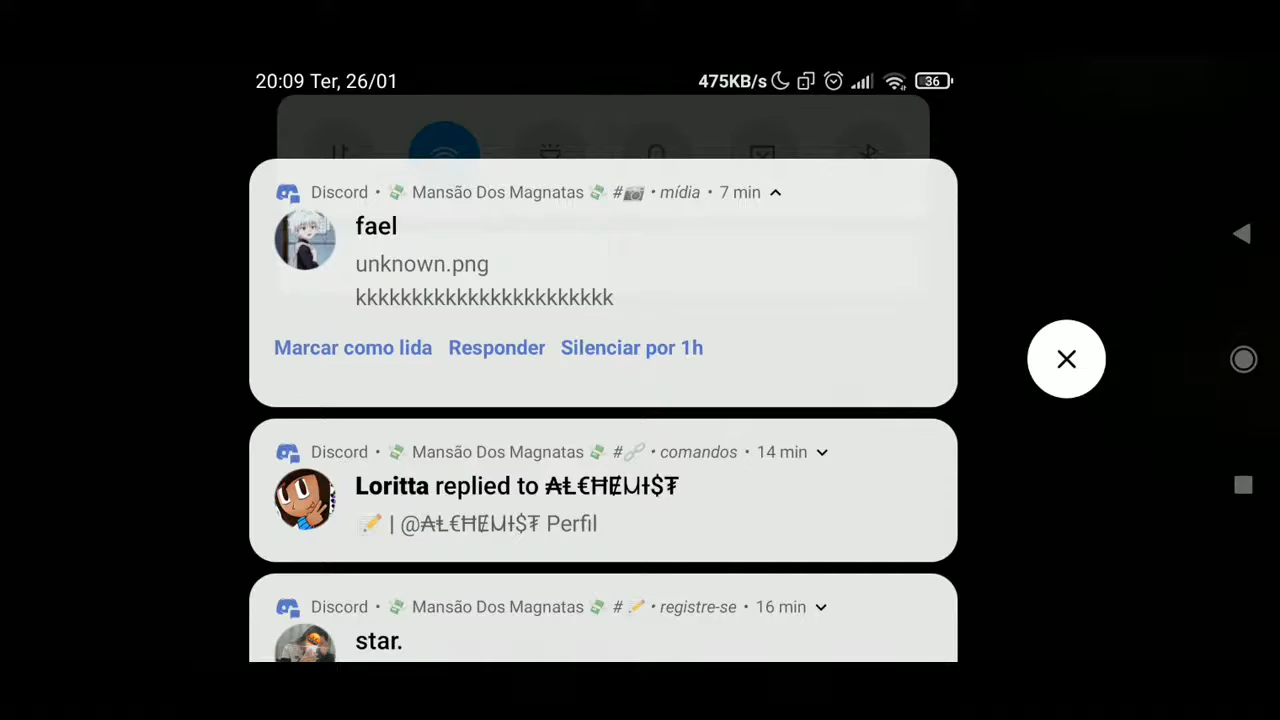 20:09 Ter, 26/01
475KB/s 36
Discord • 💸 Mansão Dos Magnatas 💸 #📷 • mídia • 7 min
fael
unknown.png
kkkkkkkkkkkkkkkkkkkkkkk
Marcar como lida Responder Silenciar por 1h
Discord • 💸 Mansão Dos Magnatas 💸 #🔗 • comandos • 14 min
Loritta replied to ₳Ł€ĦɆɄƗ$₮
📝 | @₳Ł€ĦɆɄƗ$₮ Perfil
Discord • 💸 Mansão Dos Magnatas 💸 # 📝 • registre-se • 16 min
star.